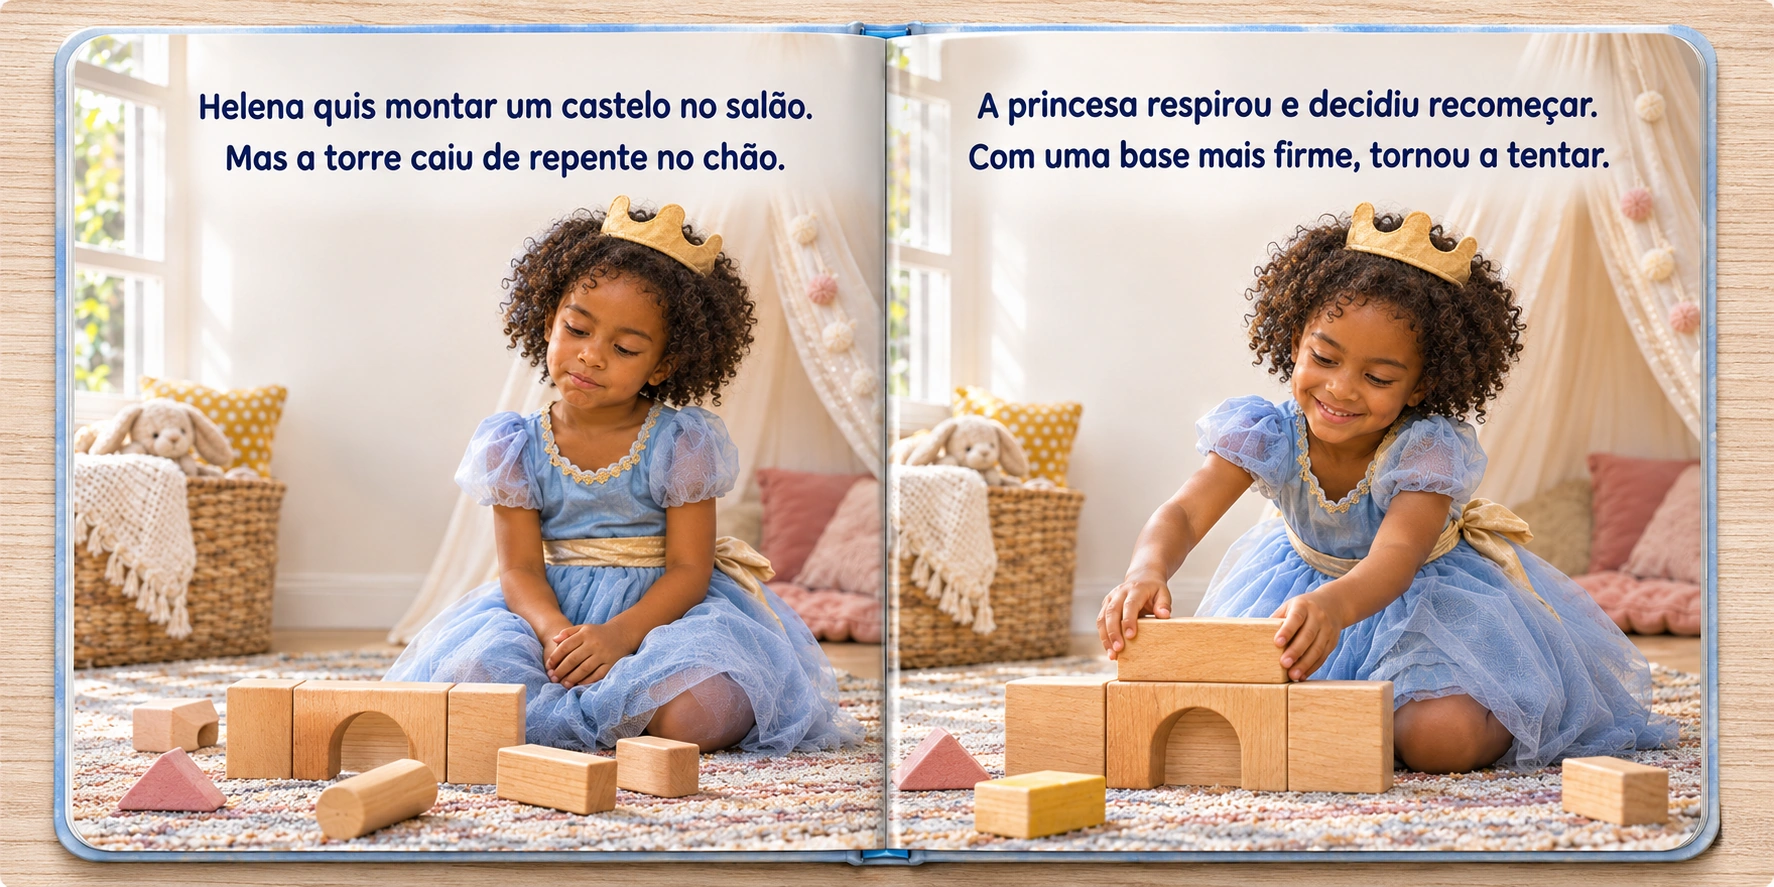 Helena quis montar um castelo no salão.
Mas a torre caiu de repente no chão.
A princesa respirou e decidiu recomeçar.
Com uma base mais firme, tornou a tentar.